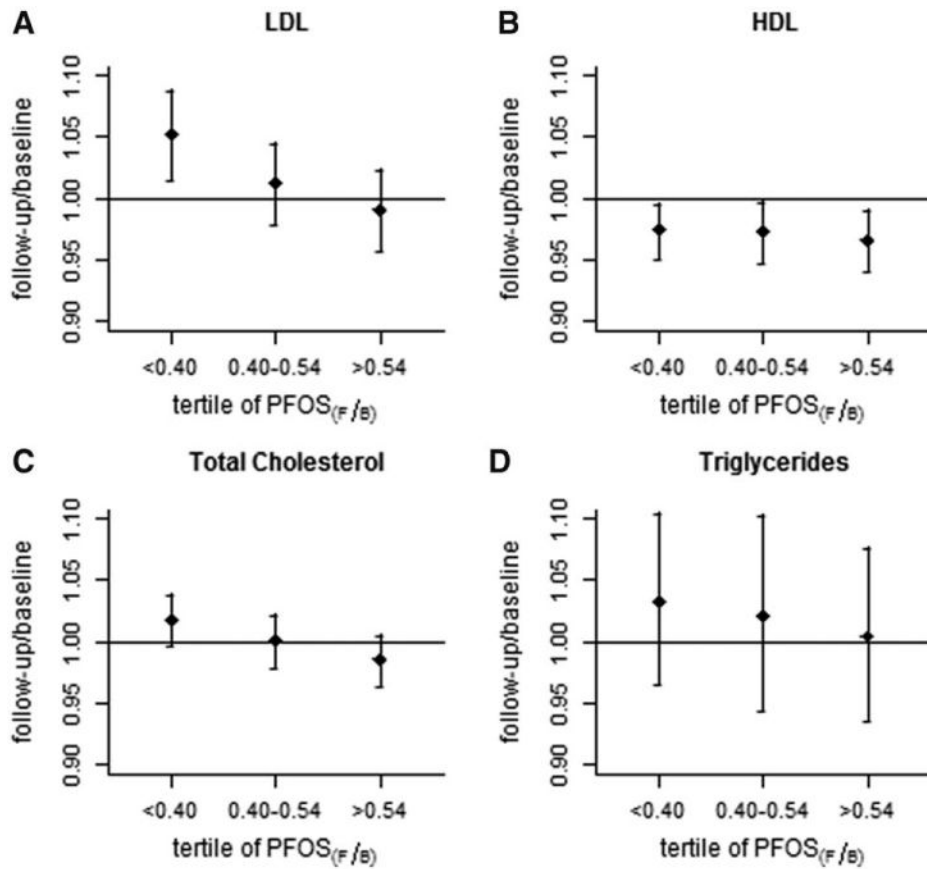 A
LDL
follow-up/baseline
0.90 0.95 1.00 1.05 1.10
<0.40 0.40–0.54 >0.54
tertile of PFOS(F/B)
B
HDL
follow-up/baseline
0.90 0.95 1.00 1.05 1.10
<0.40 0.40–0.54 >0.54
tertile of PFOS(F/B)
C
Total Cholesterol
follow-up/baseline
0.90 0.95 1.00 1.05 1.10
<0.40 0.40–0.54 >0.54
tertile of PFOS(F/B)
D
Triglycerides
follow-up/baseline
0.90 0.95 1.00 1.05 1.10
<0.40 0.40–0.54 >0.54
tertile of PFOS(F/B)